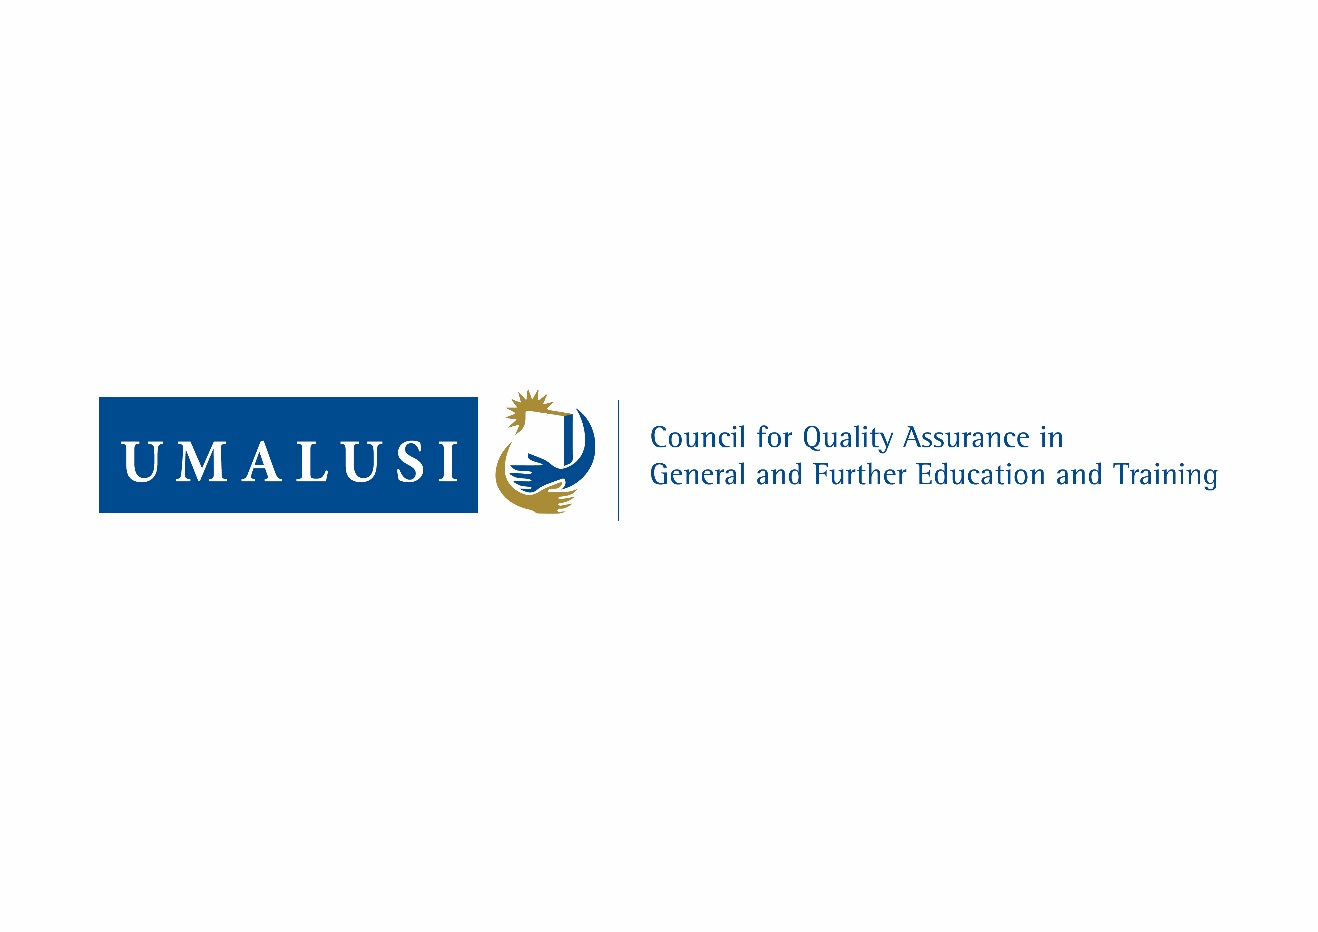 UMALUSI
Council for Quality Assurance in
General and Further Education and Training